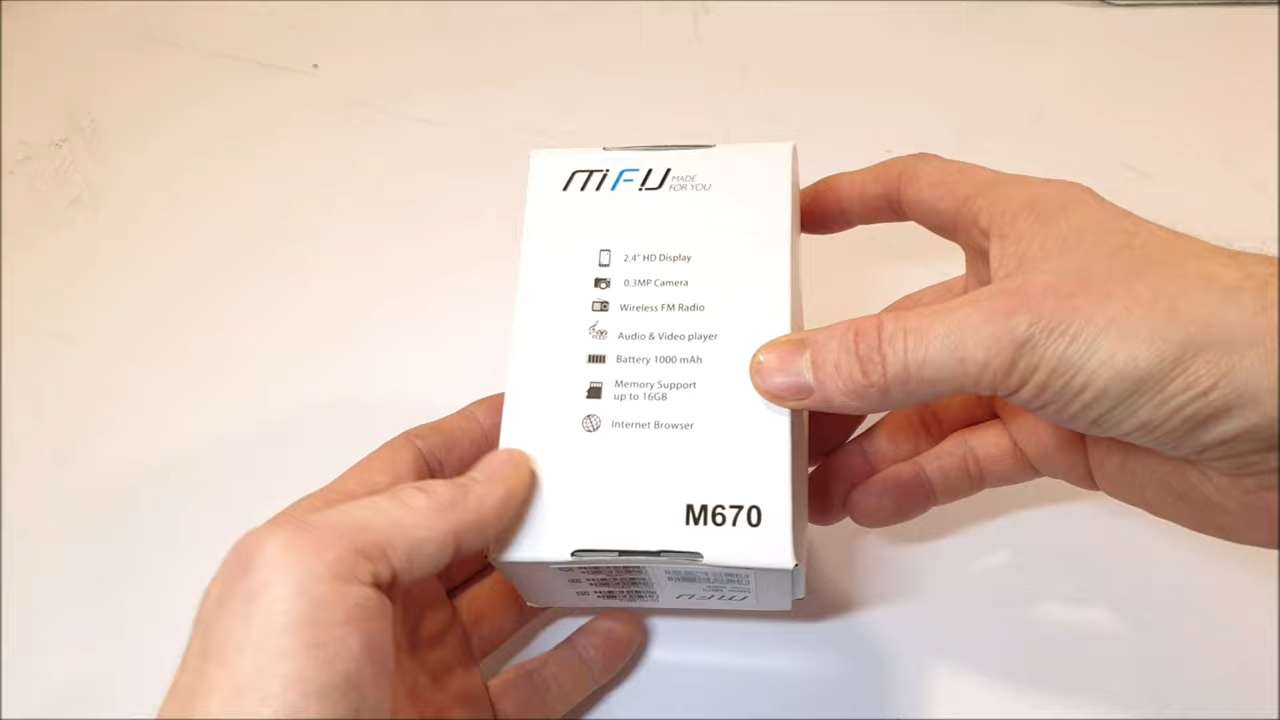 MiFU MADE
FOR YOU
2.4" HD Display
0.3MP Camera
Wireless FM Radio
Audio & Video player
Battery 1000 mAh
Memory Support
up to 16GB
Internet Browser
M670
MiFU